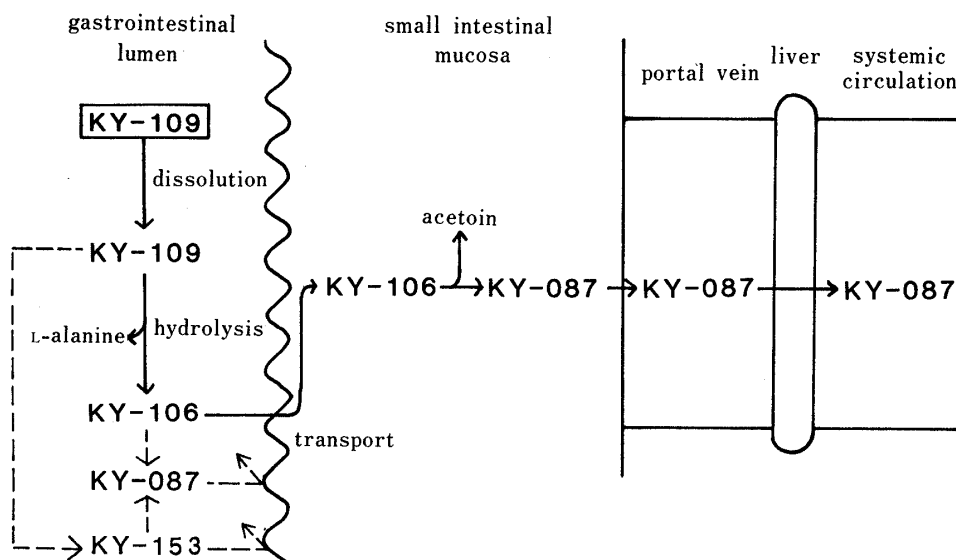 gastrointestinal
lumen
small intestinal
mucosa
portal vein
liver
systemic
circulation
KY-109
dissolution
KY-109
acetoin
KY-106
KY-087
KY-087
KY-087
L-alanine
hydrolysis
KY-106
transport
KY-087
KY-153